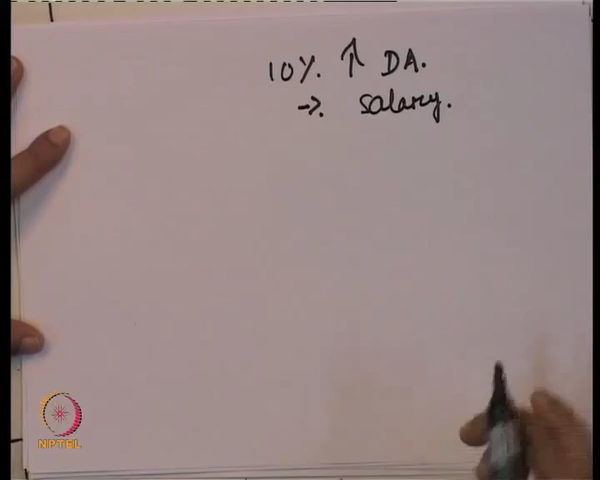 10%. ↑ DA.
→. salary.
NPTEL